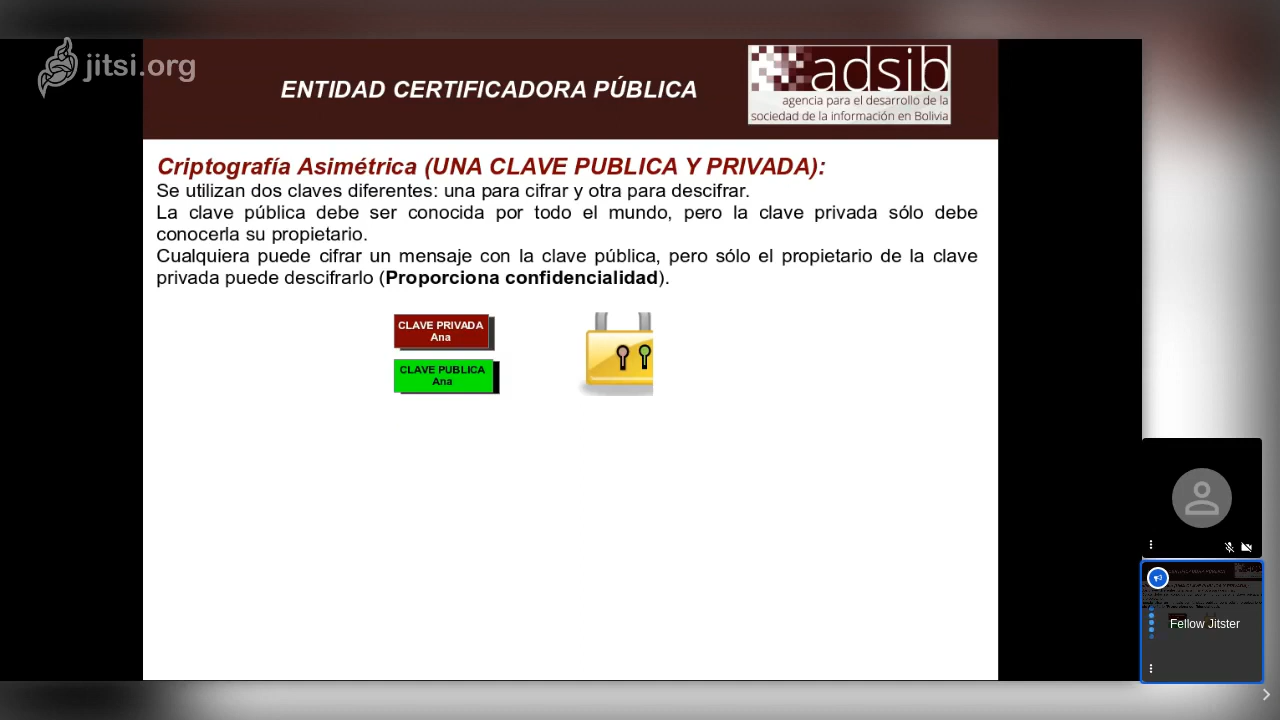 jitsi.org
ENTIDAD CERTIFICADORA PÚBLICA
adsib
agencia para el desarrollo de la
sociedad de la información en Bolivia
Criptografía Asimétrica (UNA CLAVE PUBLICA Y PRIVADA):
Se utilizan dos claves diferentes: una para cifrar y otra para descifrar.
La clave pública debe ser conocida por todo el mundo, pero la clave privada sólo debe
conocerla su propietario.
Cualquiera puede cifrar un mensaje con la clave pública, pero sólo el propietario de la clave
privada puede descifrarlo (Proporciona confidencialidad).
CLAVE PRIVADA
Ana
CLAVE PUBLICA
Ana
Fellow Jitster